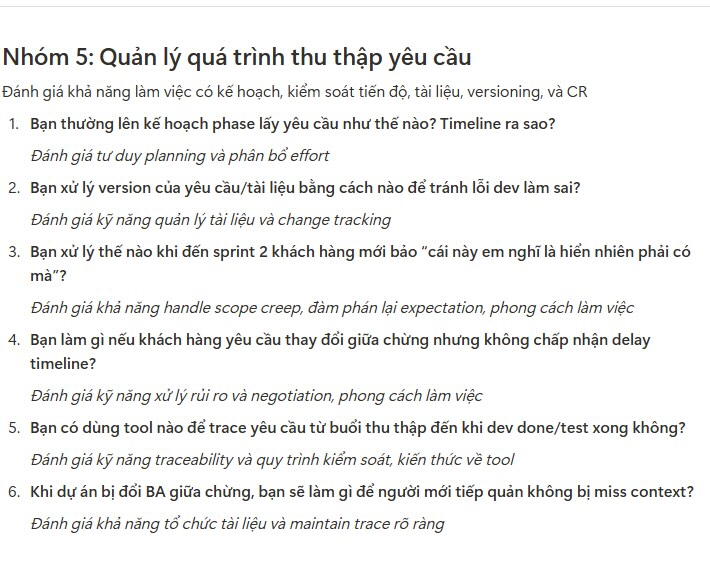 Nhóm 5: Quản lý quá trình thu thập yêu cầu
Đánh giá khả năng làm việc có kế hoạch, kiểm soát tiến độ, tài liệu, versioning, và CR
1. Bạn thường lên kế hoạch phase lấy yêu cầu như thế nào? Timeline ra sao?
Đánh giá tư duy planning và phân bổ effort
2. Bạn xử lý version của yêu cầu/tài liệu bằng cách nào để tránh lỗi dev làm sai?
Đánh giá kỹ năng quản lý tài liệu và change tracking
3. Bạn xử lý thế nào khi đến sprint 2 khách hàng mới bảo “cái này em nghĩ là hiển nhiên phải có
mà”?
Đánh giá khả năng handle scope creep, đàm phán lại expectation, phong cách làm việc
4. Bạn làm gì nếu khách hàng yêu cầu thay đổi giữa chừng nhưng không chấp nhận delay
timeline?
Đánh giá kỹ năng xử lý rủi ro và negotiation, phong cách làm việc
5. Bạn có dùng tool nào để trace yêu cầu từ buổi thu thập đến khi dev done/test xong không?
Đánh giá kỹ năng traceability và quy trình kiểm soát, kiến thức về tool
6. Khi dự án bị đổi BA giữa chừng, bạn sẽ làm gì để người mới tiếp quản không bị miss context?
Đánh giá khả năng tổ chức tài liệu và maintain trace rõ ràng